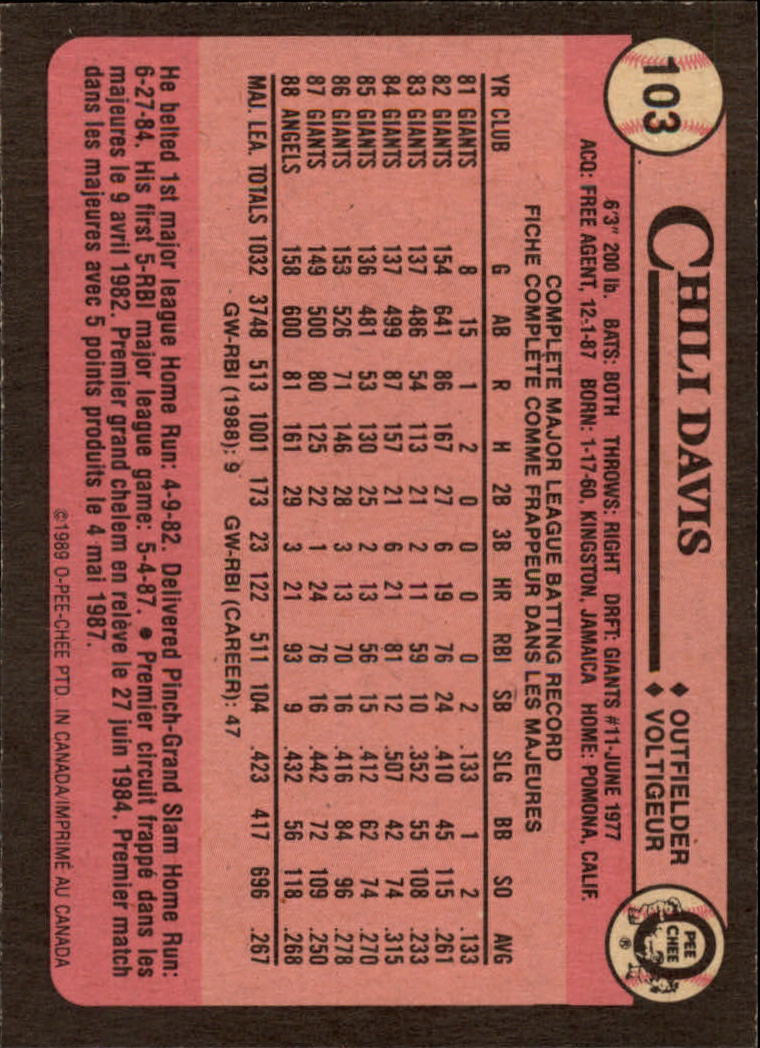 103
CHILI DAVIS
♦ OUTFIELDER
♦ VOLTIGEUR
O PEE CHEE ®
6'3" 200 lb. BATS: BOTH THROWS: RIGHT DRFT: GIANTS #11-JUNE 1977
ACQ: FREE AGENT, 12-1-87 BORN: 1-17-60, KINGSTON, JAMAICA HOME: POMONA, CALIF.
COMPLETE MAJOR LEAGUE BATTING RECORD
FICHE COMPLÈTE COMME FRAPPEUR DANS LES MAJEURES
YR CLUB G AB R H 2B 3B HR RBI SB SLG BB SO AVG
81 GIANTS 8 15 1 2 0 0 0 0 2 .133 1 2 .133
82 GIANTS 154 641 86 167 27 6 19 76 24 .410 45 115 .261
83 GIANTS 137 486 54 113 21 2 11 59 10 .352 55 108 .233
84 GIANTS 137 499 87 157 21 6 21 81 12 .507 42 74 .315
85 GIANTS 136 481 53 130 25 2 13 56 15 .412 62 74 .270
86 GIANTS 153 526 71 146 28 3 13 70 16 .416 84 96 .278
87 GIANTS 149 500 80 125 22 1 24 76 16 .442 72 109 .250
88 ANGELS 158 600 81 161 29 3 21 93 9 .432 56 118 .268
MAJ. LEA. TOTALS 1032 3748 513 1001 173 23 122 511 104 .423 417 696 .267
GW-RBI (1988): 9 GW-RBI (CAREER): 47
He belted 1st major league Home Run: 4-9-82. Delivered Pinch-Grand Slam Home Run:
6-27-84. His first 5-RBI major league game: 5-4-87. ● Premier circuit frappé dans les
majeures le 9 avril 1982. Premier grand chelem en relève le 27 juin 1984. Premier match
dans les majeures avec 5 points produits le 4 mai 1987.
©1989 O-PEE-CHEE PTD. IN CANADA/IMPRIMÉ AU CANADA